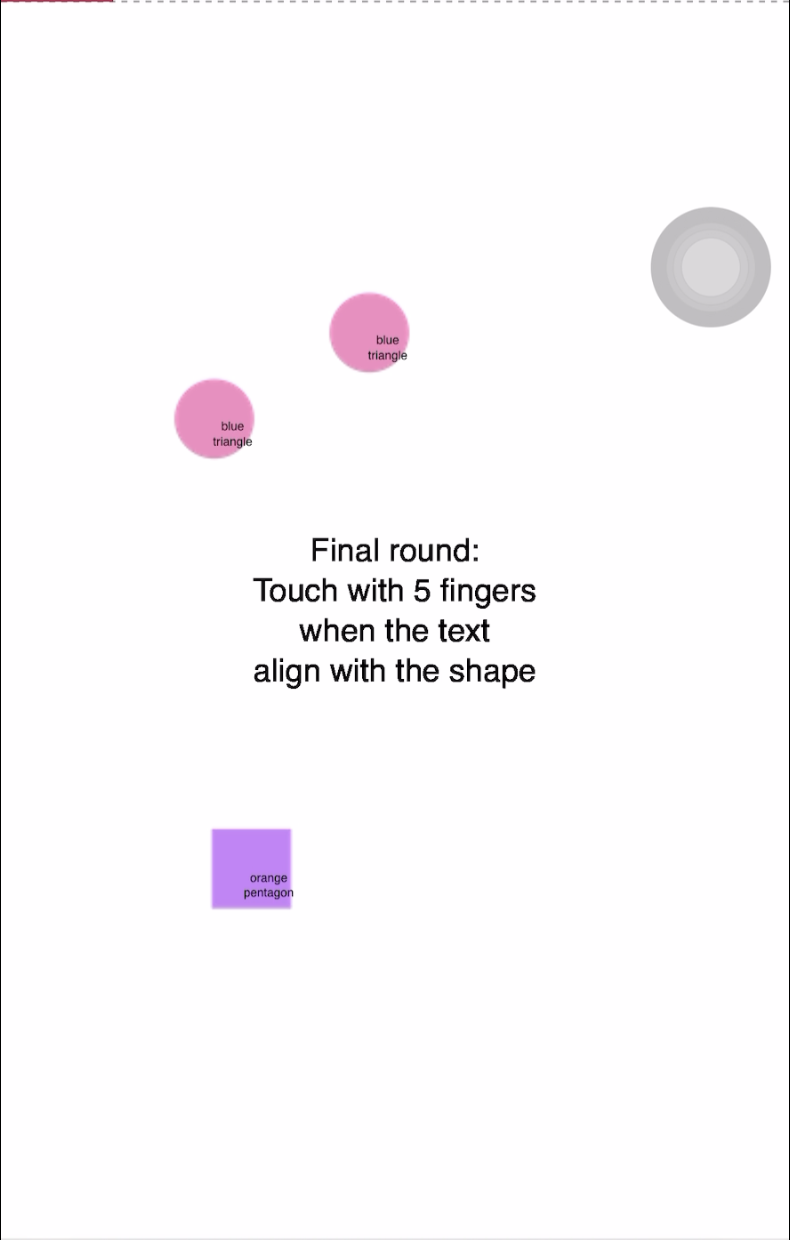 blue
triangle
blue
triangle
Final round:
Touch with 5 fingers
when the text
align with the shape
orange
pentagon